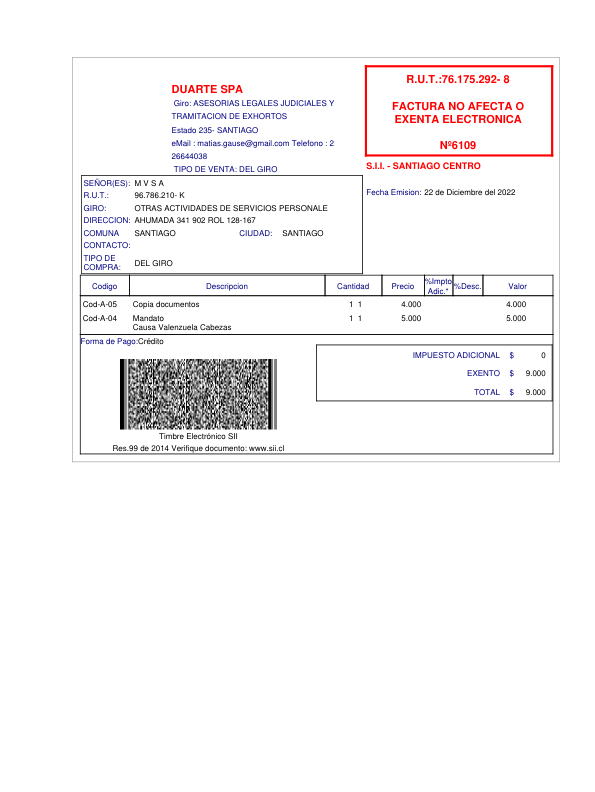 R.U.T.:76.175.292- 8
FACTURA NO AFECTA O
EXENTA ELECTRONICA
Nº6109
S.I.I. - SANTIAGO CENTRO
DUARTE SPA
Giro: ASESORIAS LEGALES JUDICIALES Y
TRAMITACION DE EXHORTOS
Estado 235- SANTIAGO
eMail : matias.gause@gmail.com Telefono : 2
26644038
TIPO DE VENTA: DEL GIRO
Fecha Emision: 22 de Diciembre del 2022
SEÑOR(ES): M V S A
R.U.T.: 96.786.210- K
GIRO: OTRAS ACTIVIDADES DE SERVICIOS PERSONALE
DIRECCION: AHUMADA 341 902 ROL 128-167
COMUNA SANTIAGO CIUDAD: SANTIAGO
CONTACTO:
TIPO DE
COMPRA: DEL GIRO
Codigo Descripcion Cantidad Precio %Impto
Adic.* %Desc. Valor
Cod-A-05 Copia documentos 1 1 4.000 4.000
Cod-A-04 Mandato 1 1 5.000 5.000
Causa Valenzuela Cabezas
Forma de Pago:Crédito
IMPUESTO ADICIONAL $ 0
EXENTO $ 9.000
TOTAL $ 9.000
Timbre Electrónico SII
Res.99 de 2014 Verifique documento: www.sii.cl